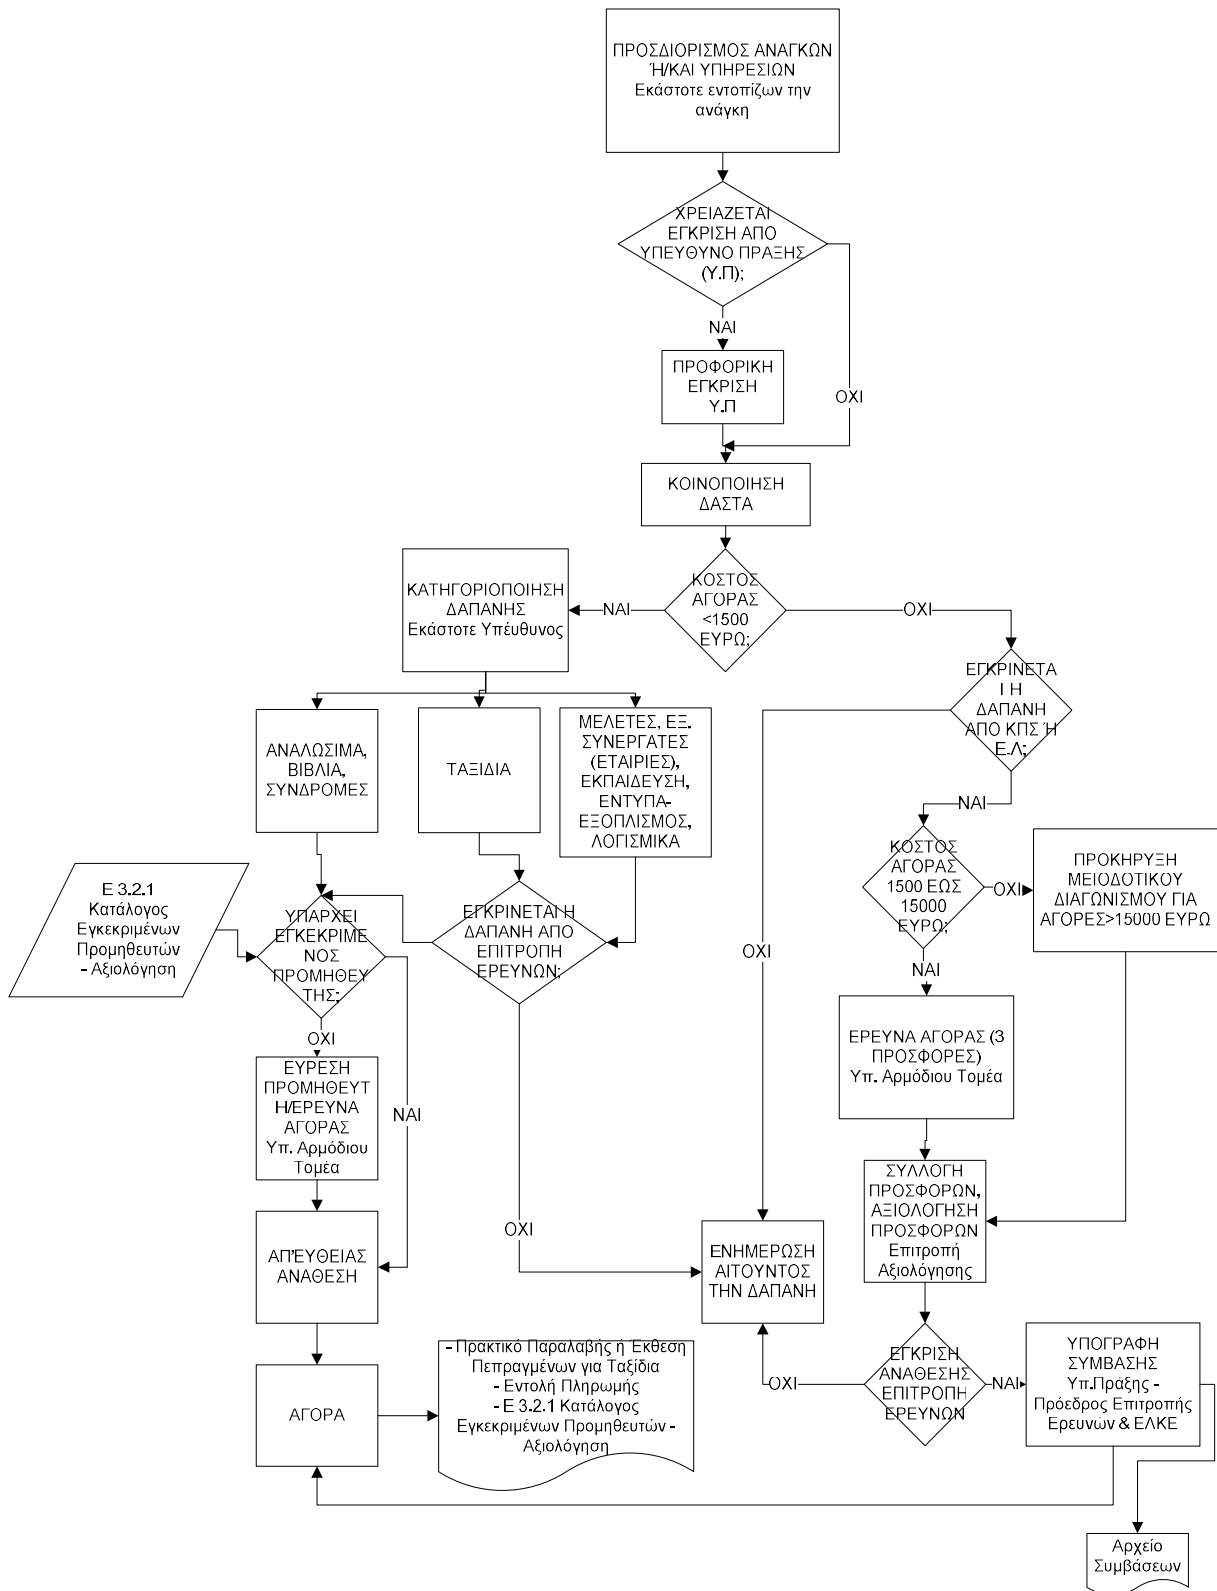 ΠΡΟΣΔΙΟΡΙΣΜΟΣ ΑΝΑΓΚΩΝ
Ή/ΚΑΙ ΥΠΗΡΕΣΙΩΝ
Εκάστοτε εντοπίζων την
ανάγκη
ΧΡΕΙΑΖΕΤΑΙ
ΕΓΚΡΙΣΗ ΑΠΟ
ΥΠΕΥΘΥΝΟ ΠΡΑΞΗΣ
(Υ.Π);
ΝΑΙ
ΠΡΟΦΟΡΙΚΗ
ΕΓΚΡΙΣΗ
Υ.Π
ΟΧΙ
ΚΟΙΝΟΠΟΙΗΣΗ
ΔΑΣΤΑ
ΚΟΣΤΟΣ
ΑΓΟΡΑΣ
<1500
ΕΥΡΩ;
ΝΑΙ
ΟΧΙ
ΚΑΤΗΓΟΡΙΟΠΟΙΗΣΗ
ΔΑΠΑΝΗΣ
Εκάστοτε Υπέυθυνος
ΕΓΚΡΙΝΕΤΑ
Ι Η
ΔΑΠΑΝΗ
ΑΠΟ ΚΠΣ Ή
Ε.Λ;
ΝΑΙ
ΑΝΑΛΩΣΙΜΑ,
ΒΙΒΛΙΑ,
ΣΥΝΔΡΟΜΕΣ
ΤΑΞΙΔΙΑ
ΜΕΛΕΤΕΣ, ΕΞ.
ΣΥΝΕΡΓΑΤΕΣ
(ΕΤΑΙΡΙΕΣ),
ΕΚΠΑΙΔΕΥΣΗ,
ΕΝΤΥΠΑ-
ΕΞΟΠΛΙΣΜΟΣ,
ΛΟΓΙΣΜΙΚΑ
ΚΟΣΤΟΣ
ΑΓΟΡΑΣ
1500 ΕΩΣ
15000
ΕΥΡΩ;
ΟΧΙ
ΝΑΙ
ΠΡΟΚΗΡΥΞΗ
ΜΕΙΟΔΟΤΙΚΟΥ
ΔΙΑΓΩΝΙΣΜΟΥ ΓΙΑ
ΑΓΟΡΕΣ>15000 ΕΥΡΩ
Ε 3.2.1
Κατάλογος
Εγκεκριμένων
Προμηθευτών
- Αξιολόγηση
ΥΠΑΡΧΕΙ
ΕΓΚΕΚΡΙΜΕ
ΝΟΣ
ΠΡΟΜΗΘΕΥ
ΤΗΣ;
ΕΓΚΡΙΝΕΤΑΙ Η
ΔΑΠΑΝΗ ΑΠΟ
ΕΠΙΤΡΟΠΗ
ΕΡΕΥΝΩΝ;
ΟΧΙ
ΝΑΙ
ΟΧΙ
ΕΥΡΕΣΗ
ΠΡΟΜΗΘΕΥΤ
Η/ΕΡΕΥΝΑ
ΑΓΟΡΑΣ
Υπ. Αρμόδιου
Τομέα
ΕΡΕΥΝΑ ΑΓΟΡΑΣ (3
ΠΡΟΣΦΟΡΕΣ)
Υπ. Αρμόδιου Τομέα
ΣΥΛΛΟΓΗ
ΠΡΟΣΦΟΡΩΝ,
ΑΞΙΟΛΟΓΗΣΗ
ΠΡΟΣΦΟΡΩΝ
Επιτροπή
Αξιολόγησης
ΑΠ'ΕΥΘΕΙΑΣ
ΑΝΑΘΕΣΗ
ΕΝΗΜΕΡΩΣΗ
ΑΙΤΟΥΝΤΟΣ
ΤΗΝ ΔΑΠΑΝΗ
ΕΓΚΡΙΣΗ
ΑΝΑΘΕΣΗΣ
ΕΠΙΤΡΟΠΗ
ΕΡΕΥΝΩΝ
ΟΧΙ
ΝΑΙ
ΥΠΟΓΡΑΦΗ
ΣΥΜΒΑΣΗΣ
Υπ.Πράξης -
Πρόεδρος Επιτροπής
Ερευνών & ΕΛΚΕ
ΑΓΟΡΑ
- Πρακτικό Παραλαβής ή Έκθεση
Πεπραγμένων για Ταξίδια
- Εντολή Πληρωμής
- Ε 3.2.1 Κατάλογος
Εγκεκριμένων Προμηθευτών -
Αξιολόγηση
Αρχείο
Συμβάσεων